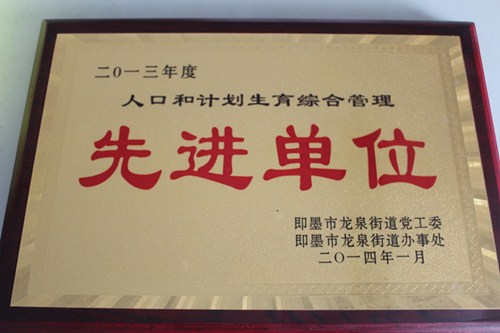 二〇一三年度
人口和计划生育综合管理
先进单位
即墨市龙泉街道党工委
即墨市龙泉街道办事处
二〇一四年一月